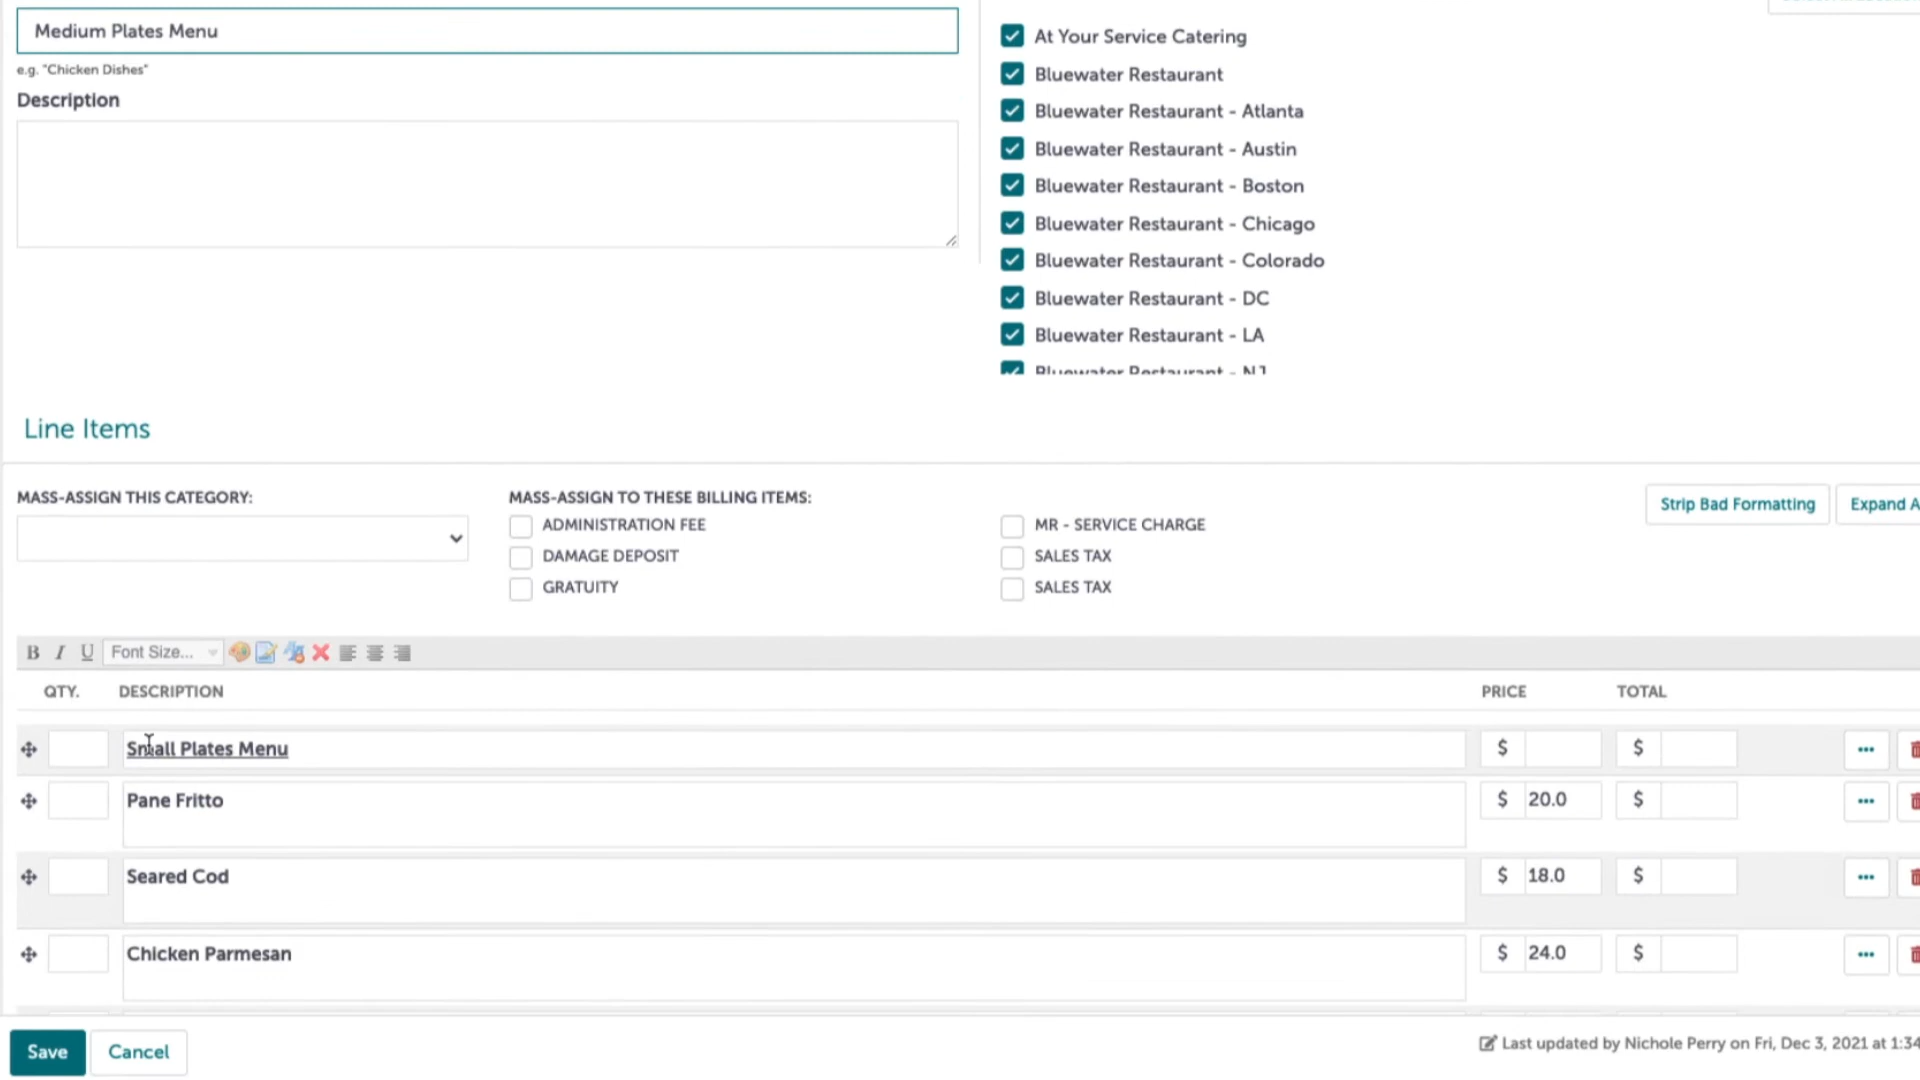 Medium Plates Menu
e.g. "Chicken Dishes"
Description
At Your Service Catering
Bluewater Restaurant
Bluewater Restaurant - Atlanta
Bluewater Restaurant - Austin
Bluewater Restaurant - Boston
Bluewater Restaurant - Chicago
Bluewater Restaurant - Colorado
Bluewater Restaurant - DC
Bluewater Restaurant - LA
Bluewater Restaurant - NJ
Line Items
MASS-ASSIGN THIS CATEGORY:
MASS-ASSIGN TO THESE BILLING ITEMS:
ADMINISTRATION FEE
DAMAGE DEPOSIT
GRATUITY
MR - SERVICE CHARGE
SALES TAX
SALES TAX
Strip Bad Formatting
Expand A
B I U Font Size...
QTY. DESCRIPTION PRICE TOTAL
Small Plates Menu $ $
Pane Fritto $ 20.0 $
Seared Cod $ 18.0 $
Chicken Parmesan $ 24.0 $
Save Cancel
Last updated by Nichole Perry on Fri, Dec 3, 2021 at 1:34